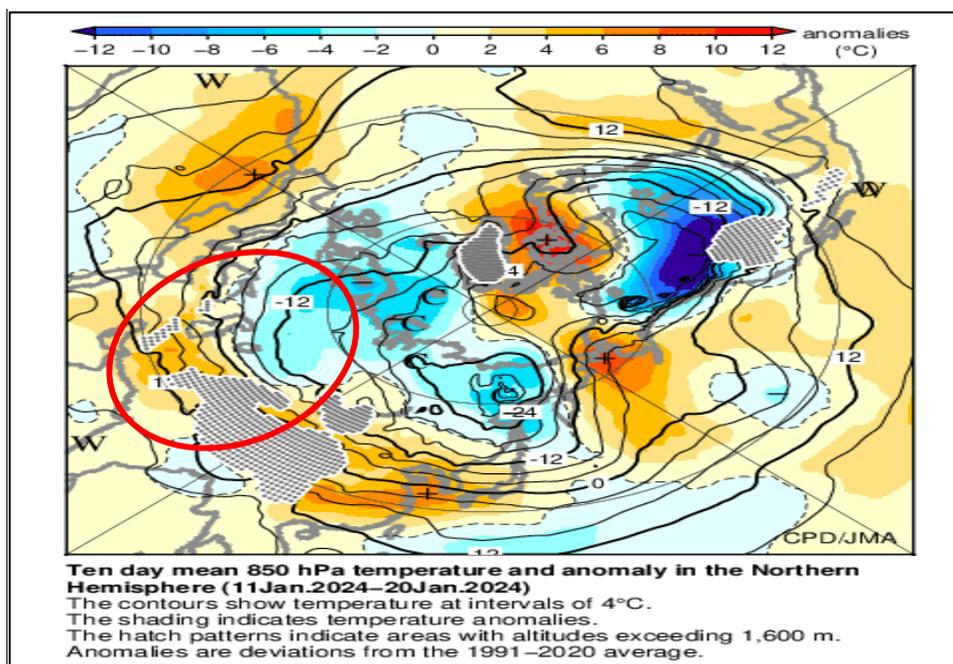 −12 −10 −8 −6 −4 −2 0 2 4 6 8 10 12 anomalies
(°C)
W
12
W
-12
4
-12
12
1
W
-24
-12
0
12
CPD/JMA
Ten day mean 850 hPa temperature and anomaly in the Northern
Hemisphere (11Jan.2024−20Jan.2024)
The contours show temperature at intervals of 4°C.
The shading indicates temperature anomalies.
The hatch patterns indicate areas with altitudes exceeding 1,600 m.
Anomalies are deviations from the 1991−2020 average.